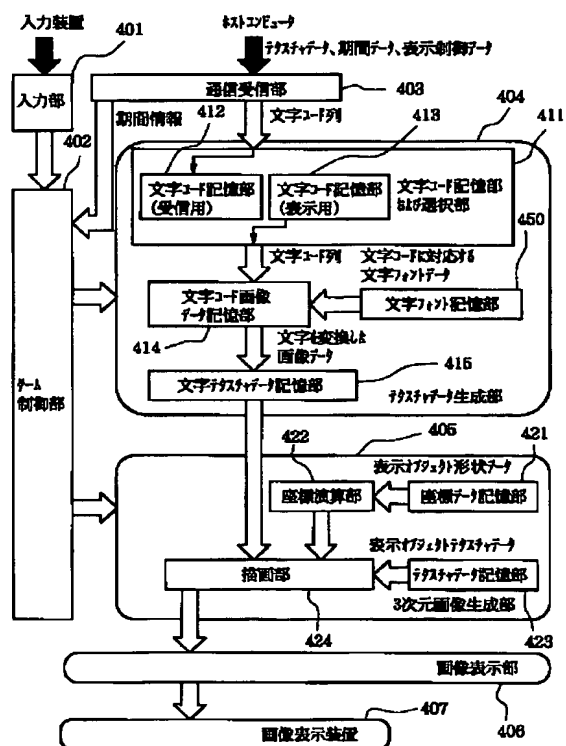 入力装置
ホストコンピュータ
401
テクスチャデータ、期間データ、表示制御データ
入力部
通信受信部
403
402
期間情報
412
文字コード列
413
404
411
文字コード記憶部
(受信用)
文字コード記憶部
(表示用)
文字コード記憶部
および選択部
文字コード列
文字コードに対応する
文字フォントデータ
450
文字コード画像
データ記憶部
文字フォント記憶部
414
文字を変換した
画像データ
415
文字テクスチャデータ記憶部
テクスチャデータ生成部
ゲーム
制御部
405
422
表示オブジェクト形状データ
421
座標演算部
座標データ記憶部
表示オブジェクトテクスチャデータ
描画部
テクスチャデータ記憶部
3次元画像生成部
424
423
画像表示部
407
406
画像表示装置